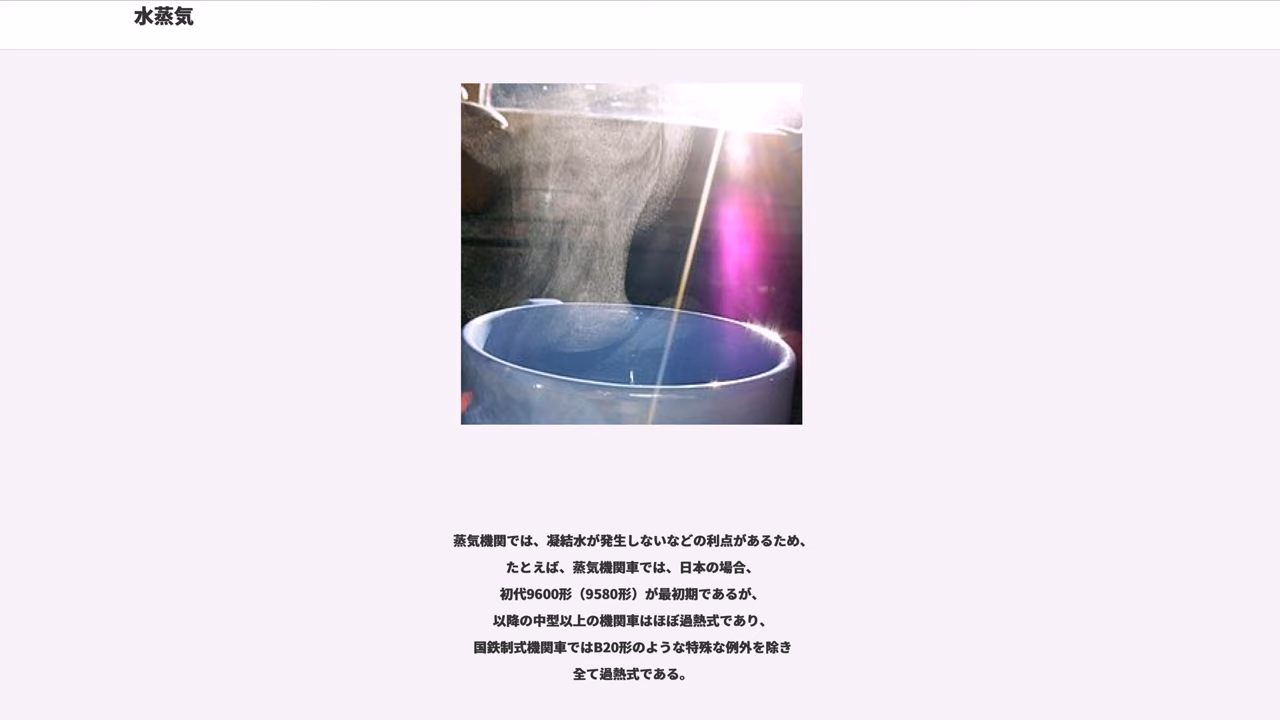 水蒸気
蒸気機関では、凝結水が発生しないなどの利点があるため、
たとえば、蒸気機関車では、日本の場合、
初代9600形（9580形）が最初期であるが、
以降の中型以上の機関車はほぼ過熱式であり、
国鉄制式機関車ではB20形のような特殊な例外を除き
全て過熱式である。